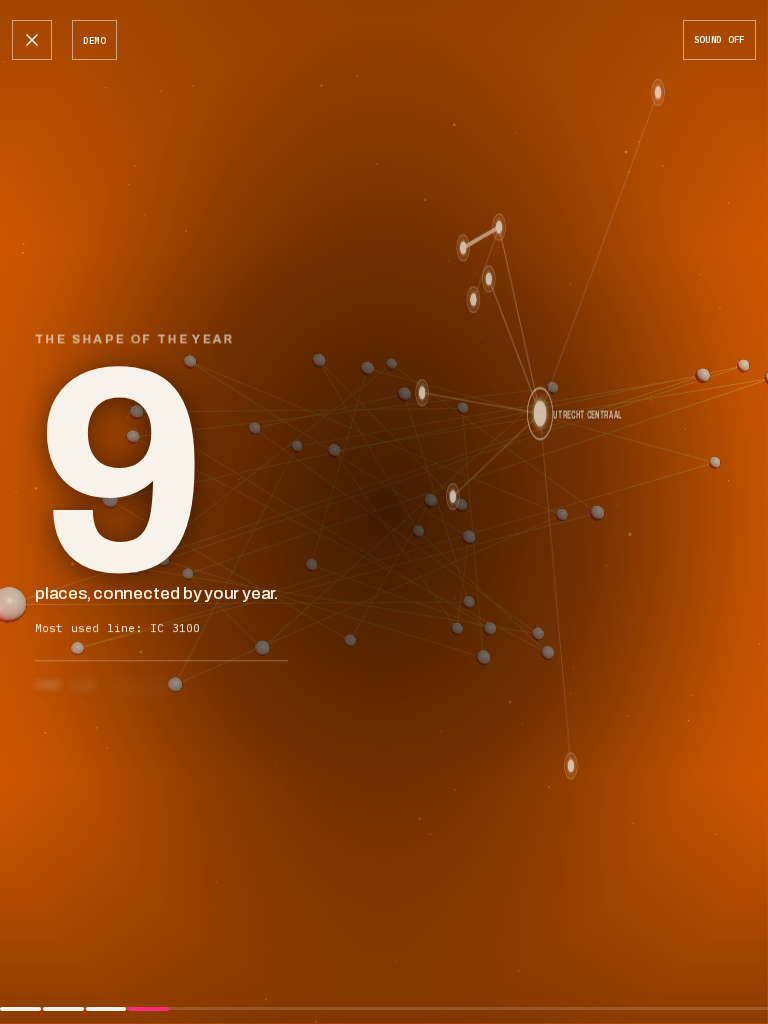 DEMO
SOUND OFF
THE SHAPE OF THE YEAR
9
UTRECHT CENTRAAL
places, connected by your year.
Most used line: IC 3100